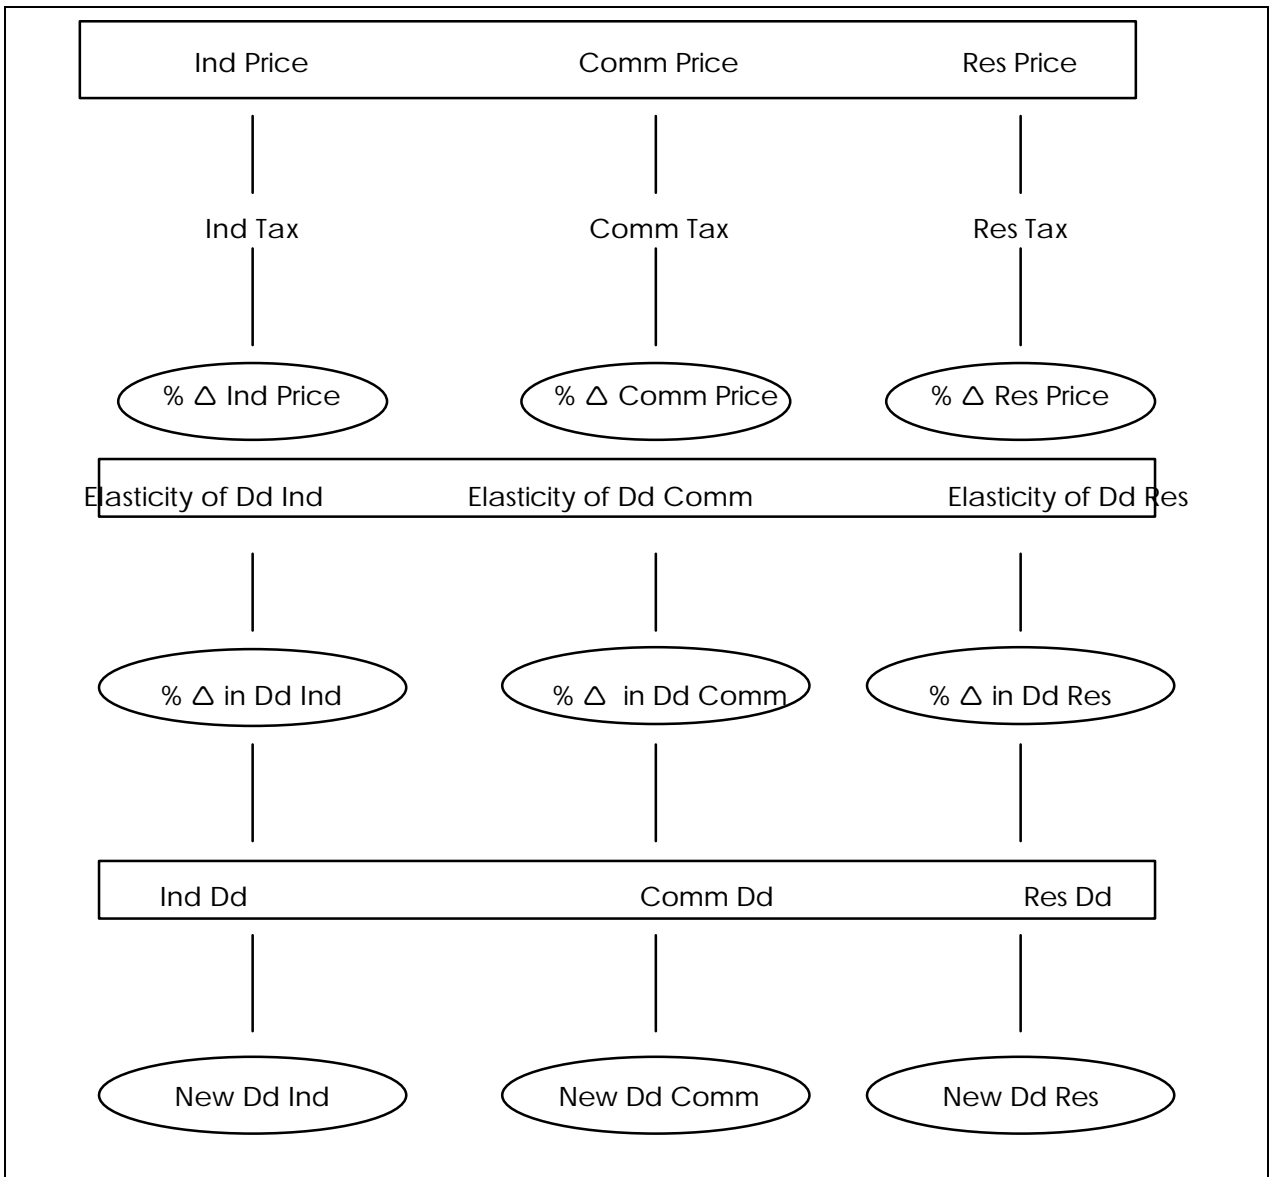 Ind Price Comm Price Res Price
Ind Tax Comm Tax Res Tax
% △ Ind Price % △ Comm Price % △ Res Price
Elasticity of Dd Ind Elasticity of Dd Comm Elasticity of Dd Res
% △ in Dd Ind % △ in Dd Comm % △ in Dd Res
Ind Dd Comm Dd Res Dd
New Dd Ind New Dd Comm New Dd Res